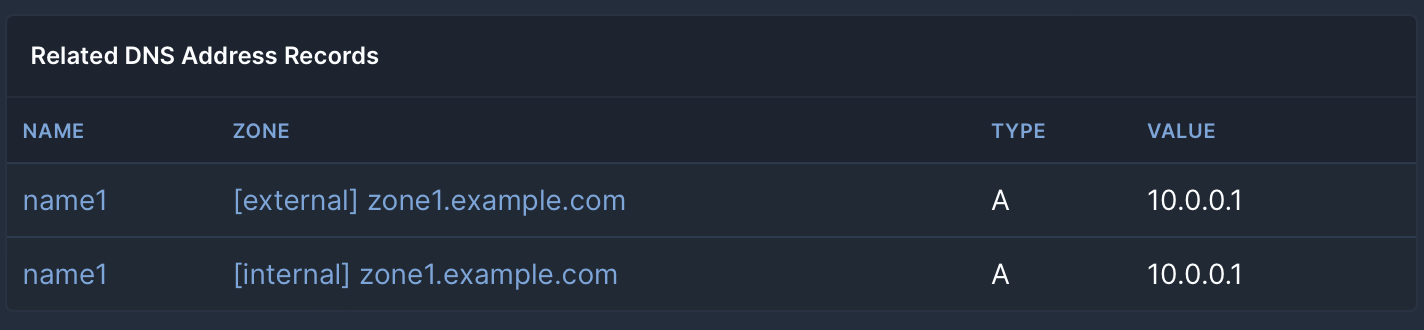 Related DNS Address Records
NAME ZONE TYPE VALUE
name1 [external] zone1.example.com A 10.0.0.1
name1 [internal] zone1.example.com A 10.0.0.1